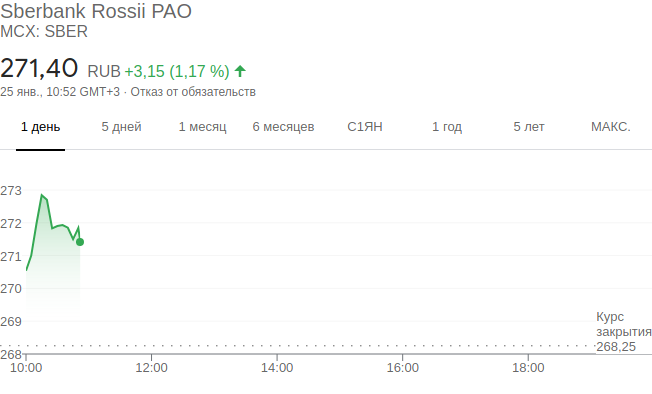 Sberbank Rossii PAO
MCX: SBER
271,40 RUB +3,15 (1,17 %)
25 янв., 10:52 GMT+3 · Отказ от обязательств
1 день 5 дней 1 месяц 6 месяцев С1ЯН 1 год 5 лет МАКС.
273
272
271
270
269
268
Курс
закрытия
268,25
10:00 12:00 14:00 16:00 18:00